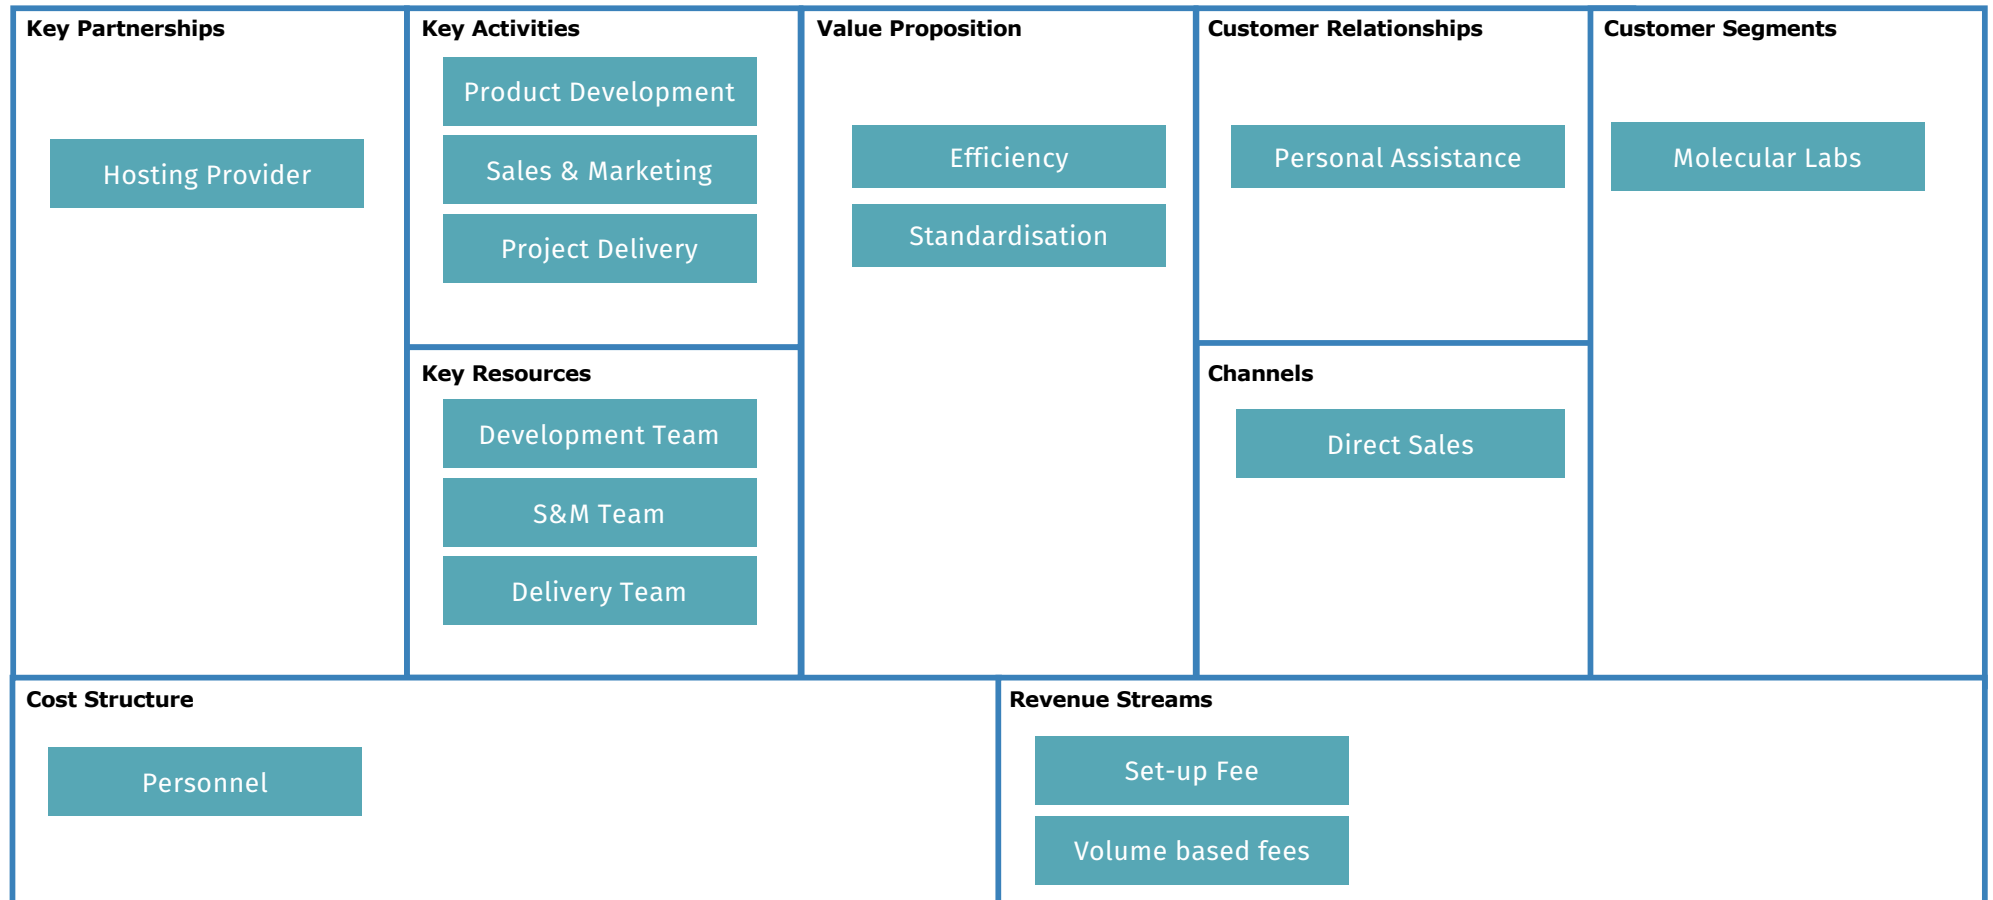 Key Partnerships
Hosting Provider
Key Activities
Product Development
Sales & Marketing
Project Delivery
Key Resources
Development Team
S&M Team
Delivery Team
Value Proposition
Efficiency
Standardisation
Customer Relationships
Personal Assistance
Channels
Direct Sales
Customer Segments
Molecular Labs
Cost Structure
Personnel
Revenue Streams
Set-up Fee
Volume based fees